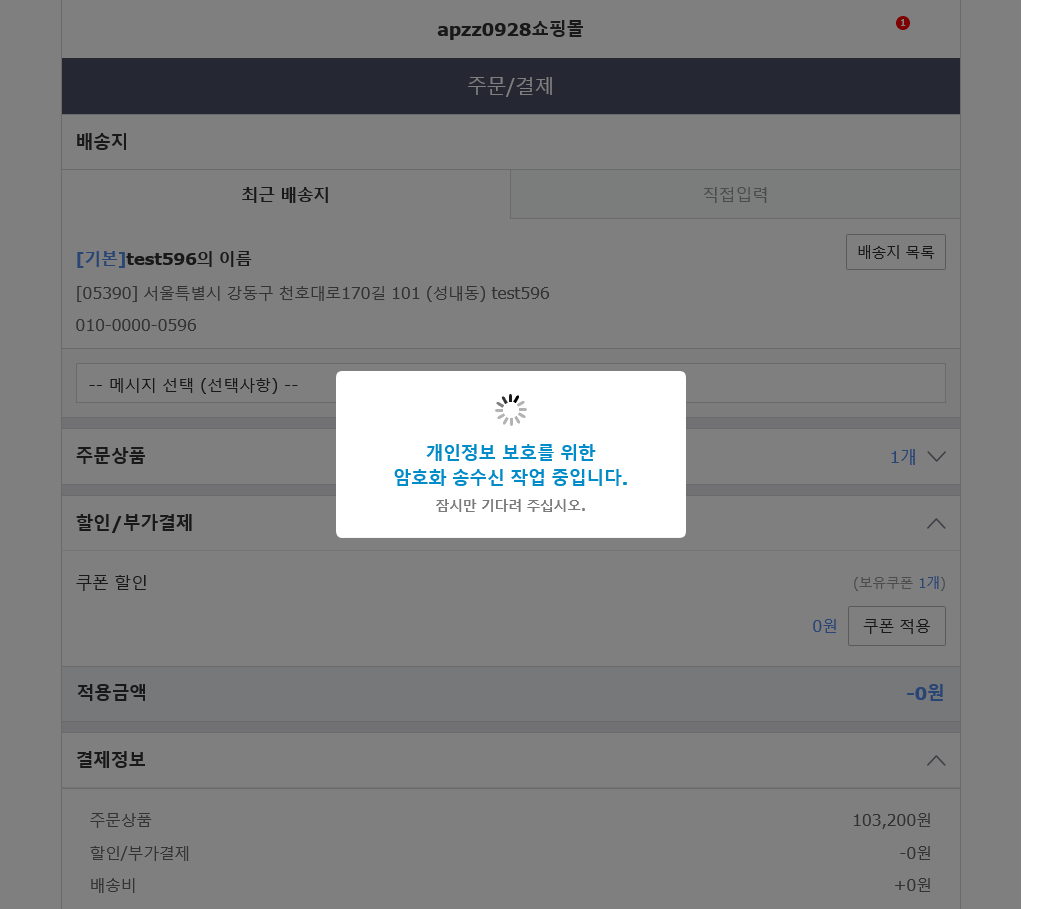 apzz0928쇼핑몰
1
주문/결제
배송지
최근 배송지
직접입력
[기본]test596의 이름
배송지 목록
[05390] 서울특별시 강동구 천호대로170길 101 (성내동) test596
010-0000-0596
-- 메시지 선택 (선택사항) --
개인정보 보호를 위한
암호화 송수신 작업 중입니다.
잠시만 기다려 주십시오.
주문상품 1개
할인/부가결제
쿠폰 할인 (보유쿠폰 1개)
0원 쿠폰 적용
적용금액 -0원
결제정보
주문상품 103,200원
할인/부가결제 -0원
배송비 +0원